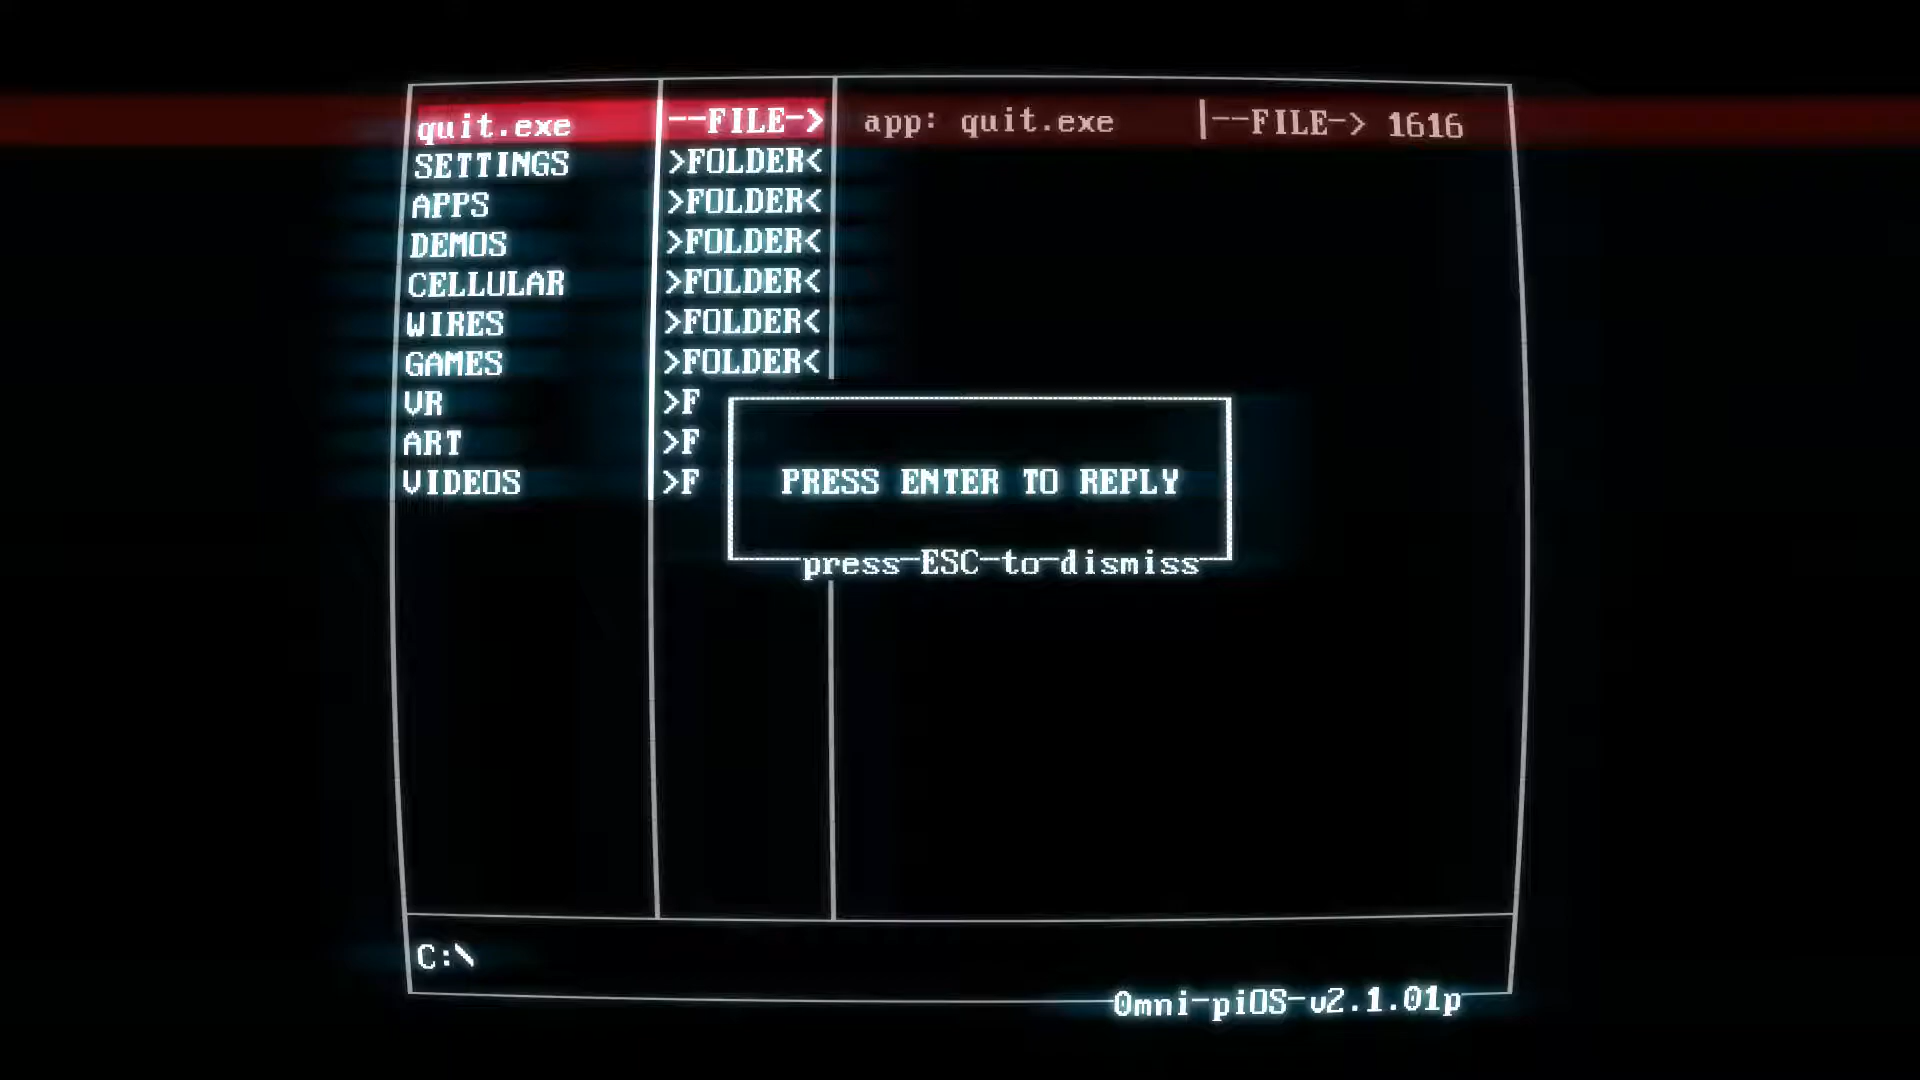 quit.exe --FILE-> app: quit.exe |--FILE-> 1616
SETTINGS >FOLDER<
APPS >FOLDER<
DEMOS >FOLDER<
CELLULAR >FOLDER<
WIRES >FOLDER<
GAMES >FOLDER<
VR >F
ART >F
VIDEOS >F
PRESS ENTER TO REPLY
press-ESC-to-dismiss
C:\
0mni-piOS-v2.1.01p